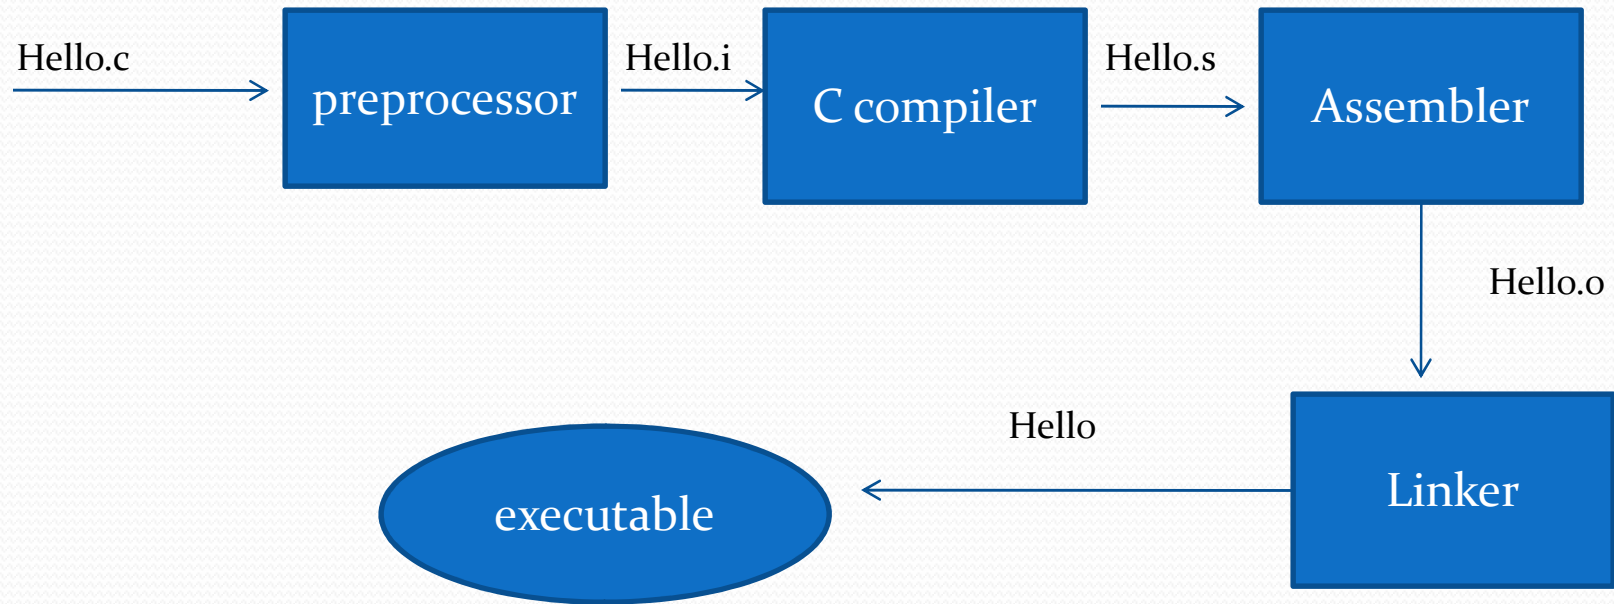 Hello.c
preprocessor
Hello.i
C compiler
Hello.s
Assembler
Hello.o
Linker
Hello
executable